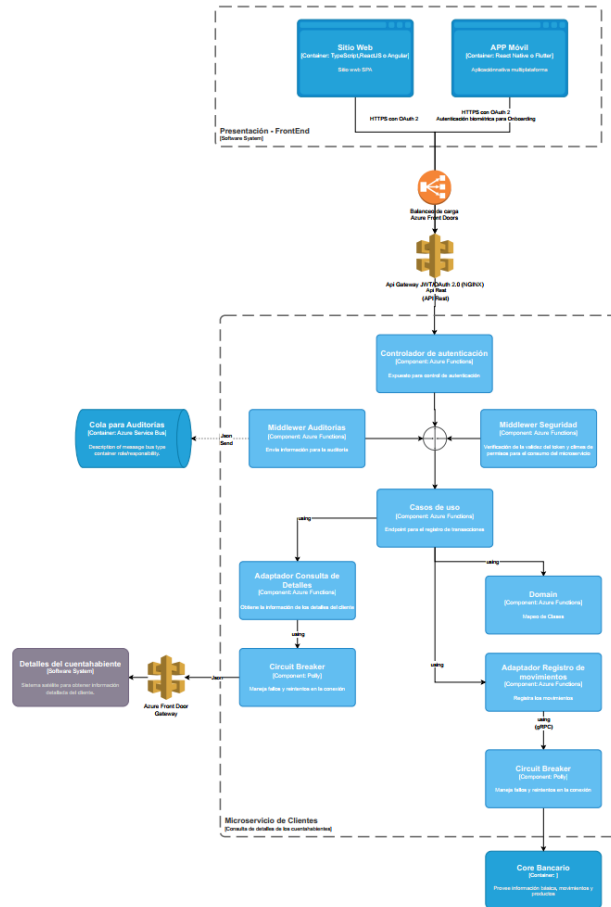 Sitio Web
[Container: TypeScript,ReactJS o Angular]
Sitio web SPA
APP Móvil
[Container: React Native o Flutter]
Aplicaciónnativa multiplataforma
HTTPS con OAuth 2
HTTPS con OAuth 2
Autenticación biométrica para Onboarding
Presentación - FrontEnd
[Software System]
Balanceo de carga
Azure Front Doors
Api Gateway JWT/OAuth 2.0 (NGINX)
Api Rest
(API Rest)
Controlador de autenticación
[Component: Azure Functions]
Expuesto para control de autenticación
Cola para Auditorias
[Container: Azure Service Bus]
Description of message bus type
container role/responsability.
Json
Send
Middlewer Auditorias
[Component: Azure Functions]
Envía información para la auditoria
Middlewer Seguridad
[Component: Azure Functions]
Verificación de la validez del token y
permisos para el consumo del microservicio
Casos de uso
[Component: Azure Functions]
Endpoint para el registro de transacciones
using
using
using
Adaptador Consulta de
Detalles
[Component: Azure Functions]
Obtiene la información de los detalles del cliente
Domain
[Component: Azure Functions]
Mapeo de Clases
using
Detalles del cuentahabiente
[Software System]
Sistema satélite para obtener información
detallada del cliente.
Azure Front Door
Gateway
Json
Circuit Breaker
[Component: Polly]
Maneja fallas y reintentos en la conexión
Adaptador Registro de
movimientos
[Component: Azure Functions]
Registra los movimientos
using
(gRPC)
Circuit Breaker
[Component: Polly]
Maneja fallas y reintentos en la conexión
Microservicio de Clientes
[Consulta de detalles de los cuentahabientes]
Core Bancario
[Container: ]
Provee información básica, movimientos y
productos